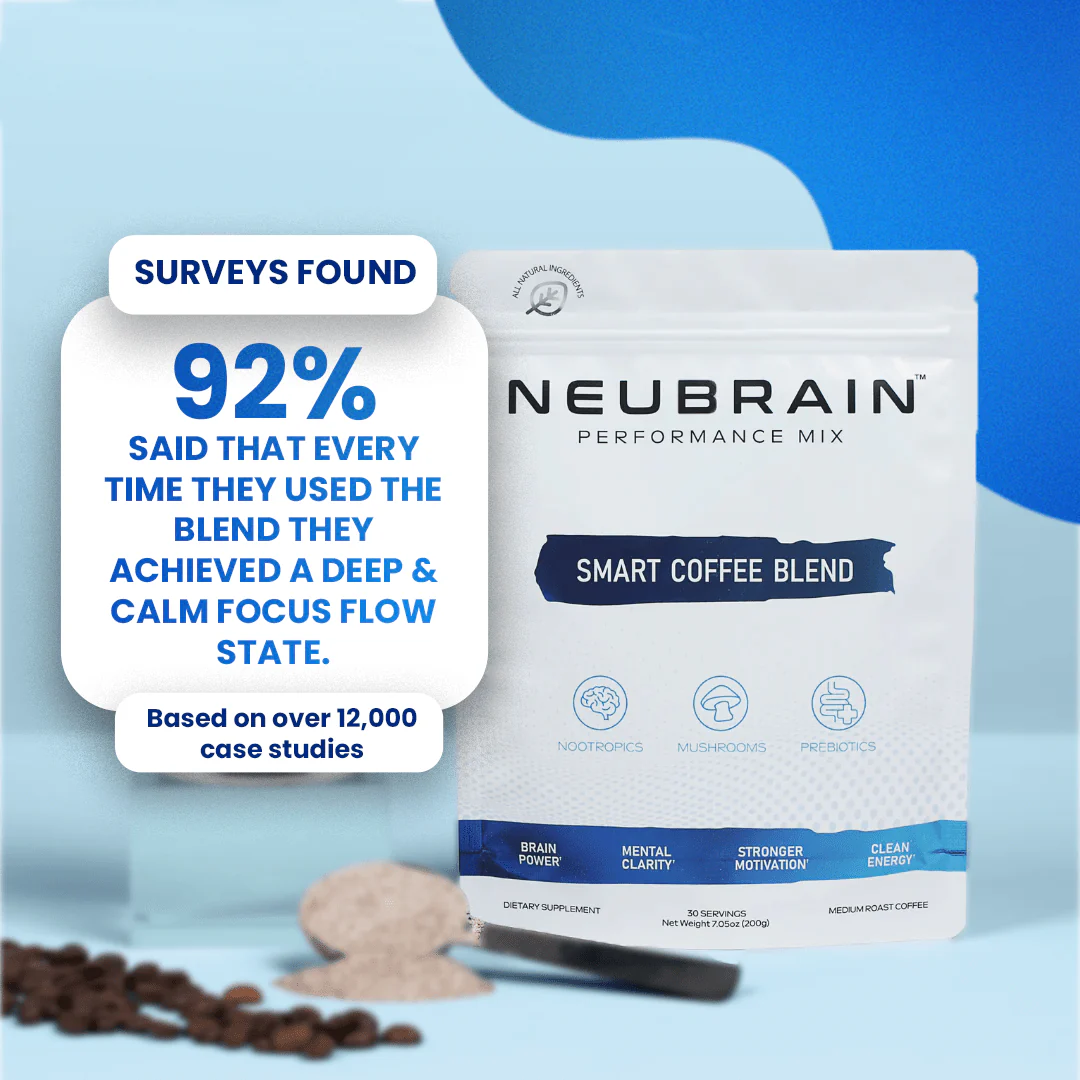 SURVEYS FOUND
92%
SAID THAT EVERY
TIME THEY USED THE
BLEND THEY
ACHIEVED A DEEP &
CALM FOCUS FLOW
STATE.
Based on over 12,000
case studies
ALL NATURAL INGREDIENTS
NEUBRAIN™
PERFORMANCE MIX
SMART COFFEE BLEND
NOOTROPICS MUSHROOMS PREBIOTICS
BRAIN
POWER†
MENTAL
CLARITY†
STRONGER
MOTIVATION†
CLEAN
ENERGY†
DIETARY SUPPLEMENT
30 SERVINGS
Net Weight 7.05oz (200g)
MEDIUM ROAST COFFEE